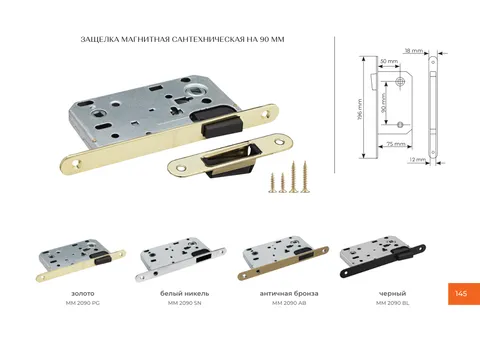 ЗАЩЕЛКА МАГНИТНАЯ САНТЕХНИЧЕСКАЯ НА 90 ММ
18 mm
50 mm
90 mm
196 mm
75 mm
12 mm
золото
MM 2090 PG
белый никель
MM 2090 SN
античная бронза
MM 2090 AB
черный
MM 2090 BL
145